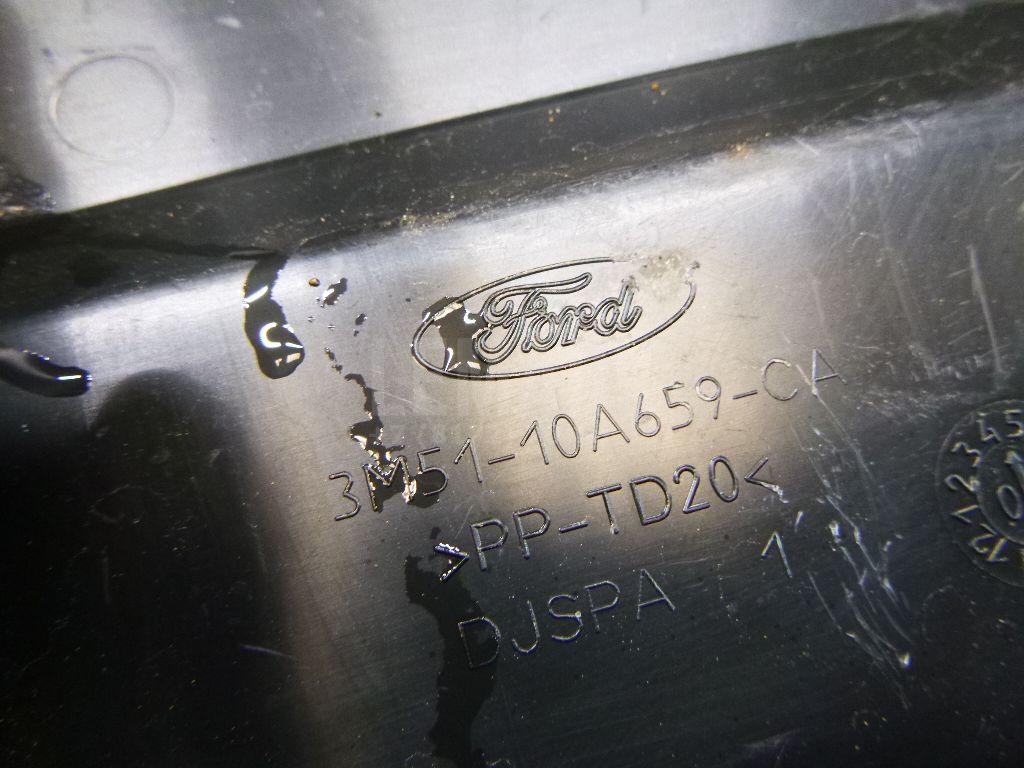 Ford
3M51-10A659-CA
>PP-TD20<
DJSPA 1